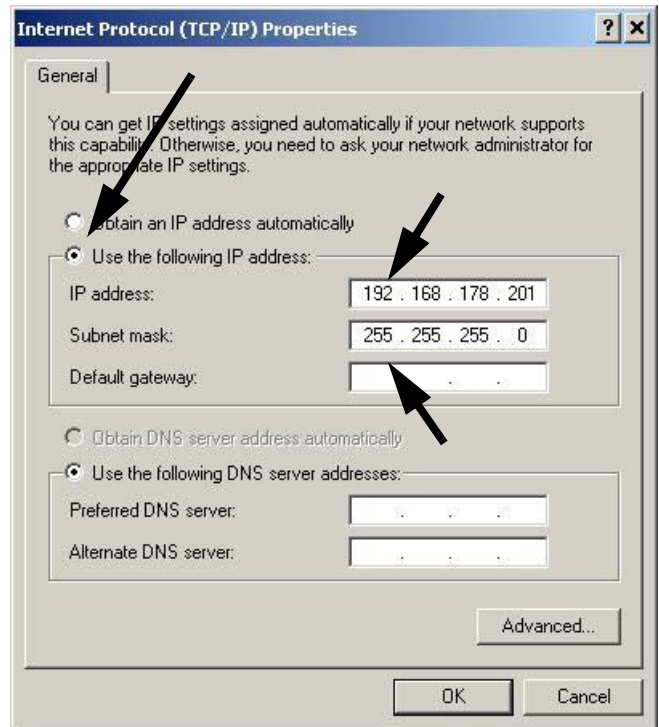 Internet Protocol (TCP/IP) Properties
General
You can get IP settings assigned automatically if your network supports
this capability. Otherwise, you need to ask your network administrator for
the appropriate IP settings.
Obtain an IP address automatically
Use the following IP address:
IP address: 192 . 168 . 178 . 201
Subnet mask: 255 . 255 . 255 . 0
Default gateway: . . .
Obtain DNS server address automatically
Use the following DNS server addresses:
Preferred DNS server: . . .
Alternate DNS server: . . .
Advanced...
OK Cancel